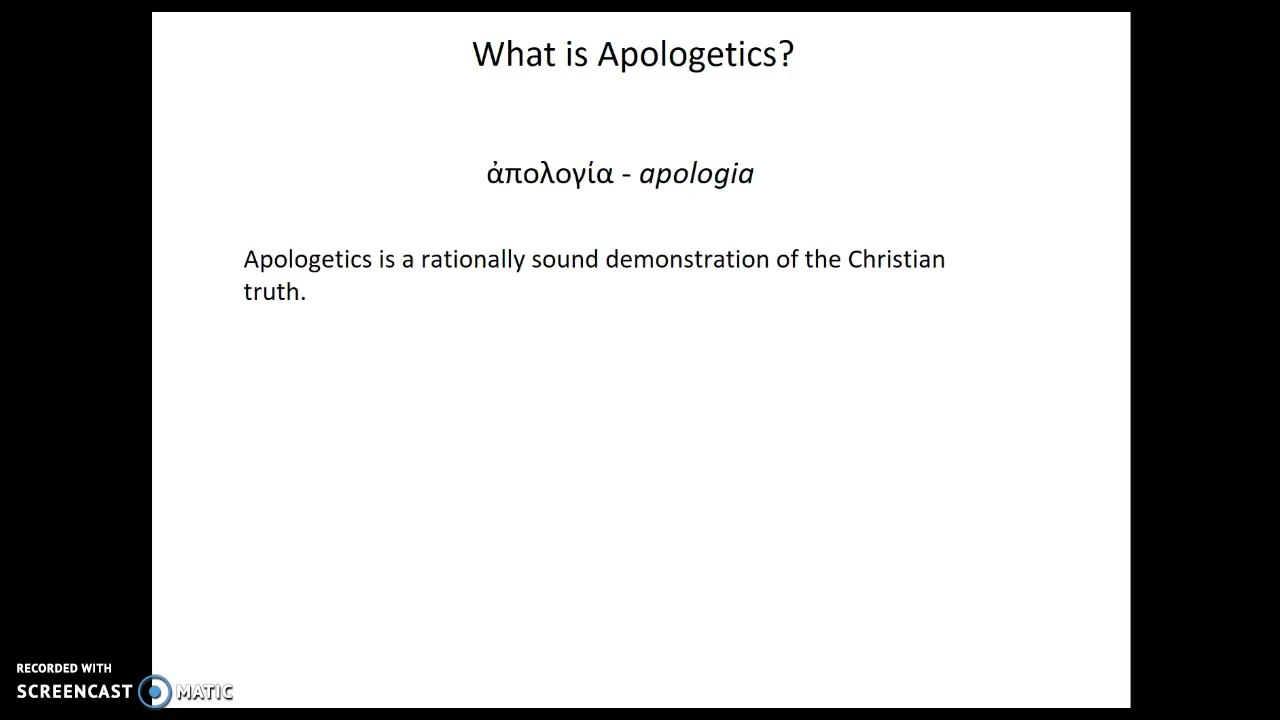 What is Apologetics?
ἀπολογία - apologia
Apologetics is a rationally sound demonstration of the Christian
truth.
RECORDED WITH
SCREENCAST MATIC